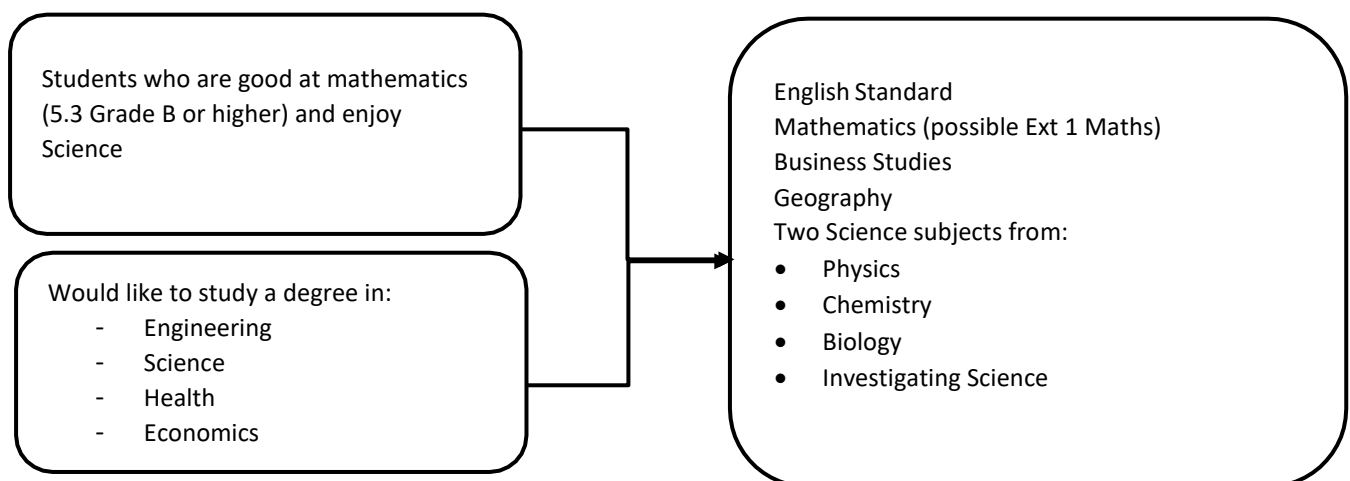 Students who are good at mathematics
(5.3 Grade B or higher) and enjoy
Science
Would like to study a degree in:
- Engineering
- Science
- Health
- Economics
English Standard
Mathematics (possible Ext 1 Maths)
Business Studies
Geography
Two Science subjects from:
• Physics
• Chemistry
• Biology
• Investigating Science